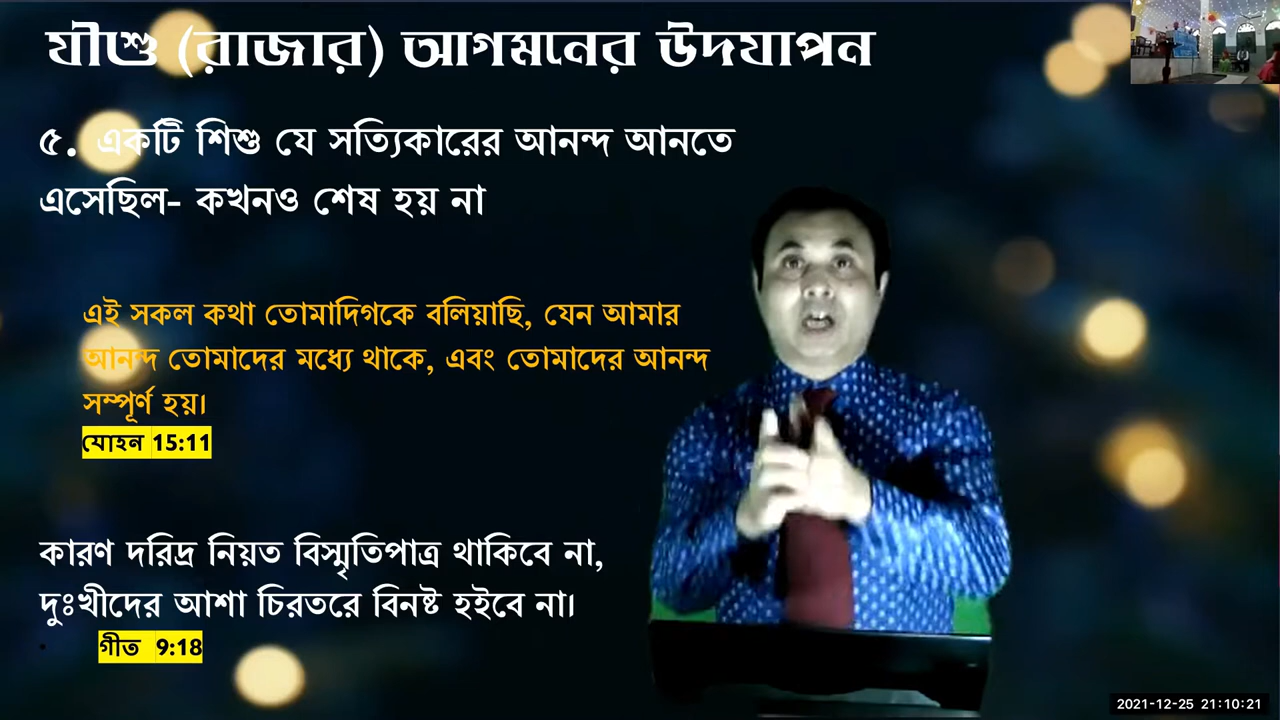 যীশু (রাজার) আগমনের উদযাপন
৫. একটি শিশু যে সত্যিকারের আনন্দ আনতে
এসেছিল- কখনও শেষ হয় না
এই সকল কথা তোমাদিগকে বলিয়াছি, যেন আমার
আনন্দ তোমাদের মধ্যে থাকে, এবং তোমাদের আনন্দ
সম্পূর্ণ হয়।
যোহন 15:11
কারণ দরিদ্র নিয়ত বিস্মৃতিপাত্র থাকিবে না,
দুঃখীদের আশা চিরতরে বিনষ্ট হইবে না।
গীত 9:18
2021-12-25 21:10:21